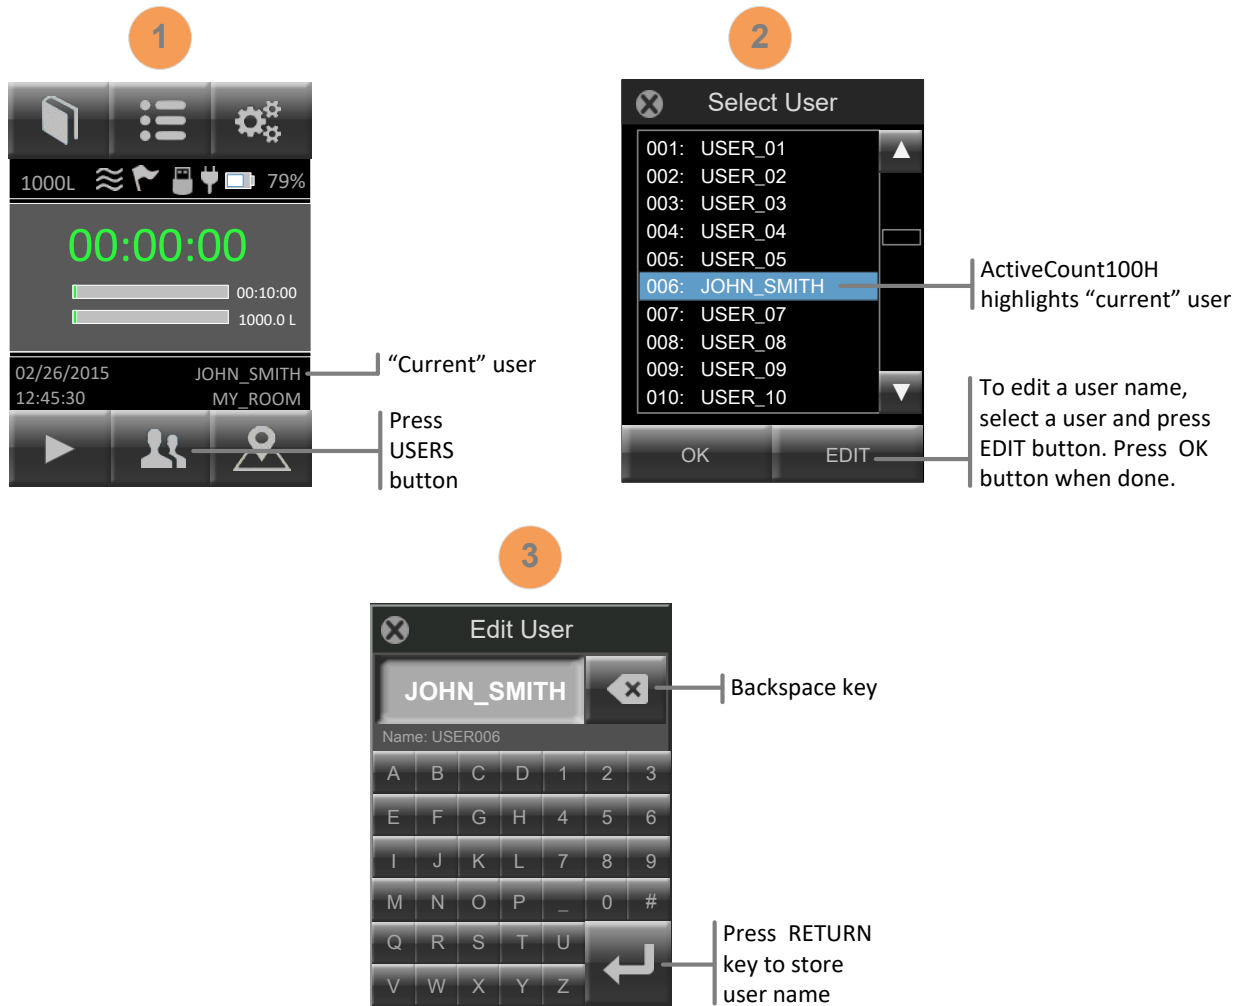 1
1000L 79%
00:00:00
00:10:00
1000.0 L
02/26/2015 JOHN_SMITH
12:45:30 MY_ROOM
"Current" user
Press
USERS
button
2
Select User
001: USER_01
002: USER_02
003: USER_03
004: USER_04
005: USER_05
006: JOHN_SMITH
007: USER_07
008: USER_08
009: USER_09
010: USER_10
OK EDIT
ActiveCount100H
highlights “current” user
To edit a user name,
select a user and press
EDIT button. Press OK
button when done.
3
Edit User
JOHN_SMITH
Name: USER006
A B C D 1 2 3
E F G H 4 5 6
I J K L 7 8 9
M N O P _ 0 #
Q R S T U
V W X Y Z
Backspace key
Press RETURN
key to store
user name